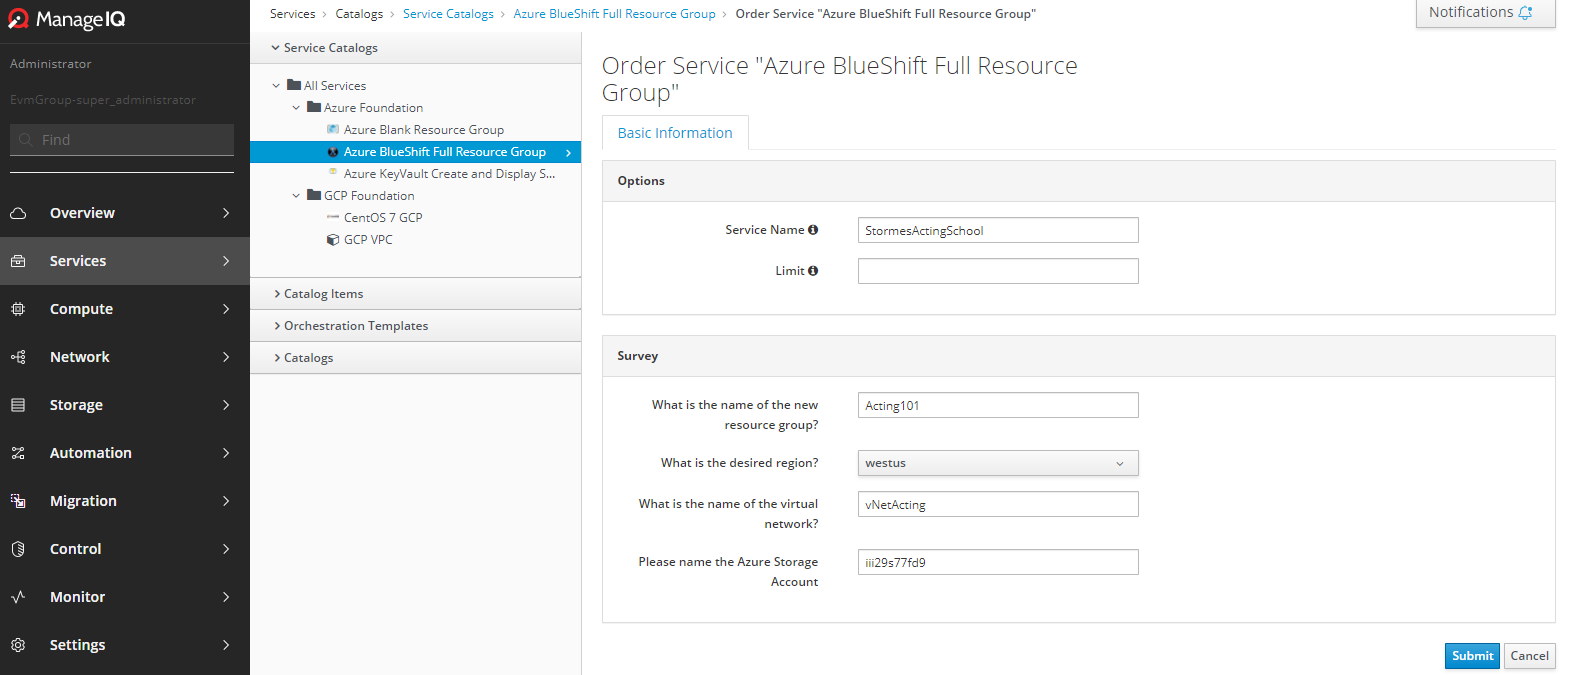 ManageIQ
Administrator
EvmGroup-super_administrator
Find
Overview
Services
Compute
Network
Storage
Automation
Migration
Control
Monitor
Settings
Services > Catalogs > Service Catalogs > Azure BlueShift Full Resource Group > Order Service "Azure BlueShift Full Resource Group"
Notifications
Service Catalogs
All Services
Azure Foundation
Azure Blank Resource Group
Azure BlueShift Full Resource Group
Azure KeyVault Create and Display S...
GCP Foundation
CentOS 7 GCP
GCP VPC
Catalog Items
Orchestration Templates
Catalogs
Order Service "Azure BlueShift Full Resource
Group"
Basic Information
Options
Service Name StormesActingSchool
Limit
Survey
What is the name of the new
resource group?
Acting101
What is the desired region? westus
What is the name of the virtual
network?
vNetActing
Please name the Azure Storage
Account
iii29s77fd9
Submit Cancel